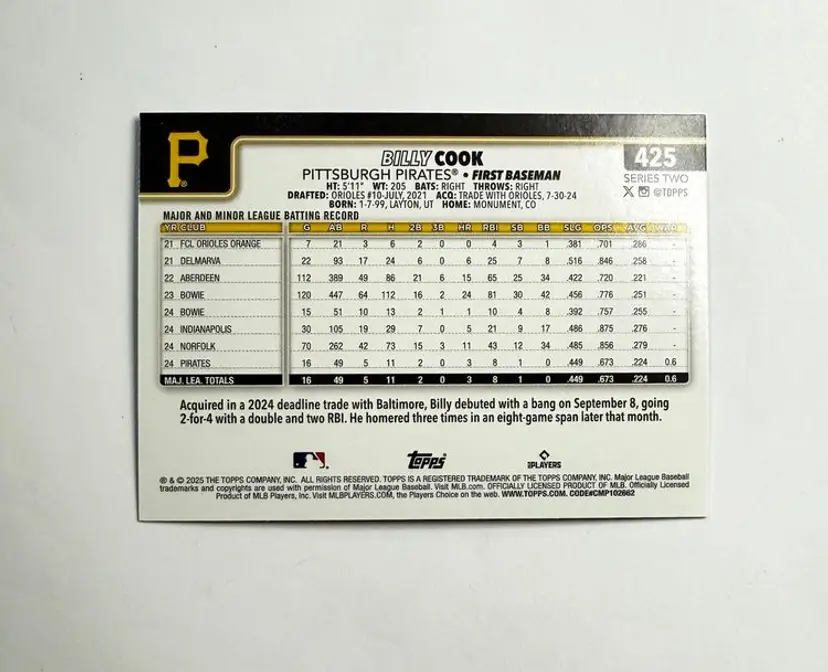 P
BILLY COOK
425
PITTSBURGH PIRATES® • FIRST BASEMAN
SERIES TWO
HT: 5'11" WT: 205 BATS: RIGHT THROWS: RIGHT
@TOPPS
DRAFTED: ORIOLES #10-JULY, 2021 ACQ: TRADE WITH ORIOLES, 7-30-24
BORN: 1-7-99, LAYTON, UT HOME: MONUMENT, CO
MAJOR AND MINOR LEAGUE BATTING RECORD
YR CLUB G AB R H 2B 3B HR RBI SB BB SLG OPS AVG WAR
21 FCL ORIOLES ORANGE 7 21 3 6 2 0 0 4 3 1 .381 .701 .286 -
21 DELMARVA 22 93 17 24 6 0 6 25 7 8 .516 .846 .258 -
22 ABERDEEN 112 389 49 86 21 6 15 65 25 34 .422 .720 .221 -
23 BOWIE 120 447 64 112 16 2 24 81 30 42 .456 .776 .251 -
24 BOWIE 15 51 10 13 2 1 1 10 4 8 .392 .757 .255 -
24 INDIANAPOLIS 30 105 19 29 7 0 5 21 9 17 .486 .875 .276 -
24 NORFOLK 70 262 42 73 15 3 11 43 12 34 .485 .856 .279 -
24 PIRATES 16 49 5 11 2 0 3 8 1 0 .449 .673 .224 0.6
MAJ. LEA. TOTALS 16 49 5 11 2 0 3 8 1 0 .449 .673 .224 0.6
Acquired in a 2024 deadline trade with Baltimore, Billy debuted with a bang on September 8, going
2-for-4 with a double and two RBI. He homered three times in an eight-game span later that month.
Topps PLAYERS
® & © 2025 THE TOPPS COMPANY, INC. ALL RIGHTS RESERVED. TOPPS IS A REGISTERED TRADEMARK OF THE TOPPS COMPANY, INC. Major League Baseball
trademarks and copyrights are used with permission of Major League Baseball. Visit MLB.com. OFFICIALLY LICENSED PRODUCT OF MLB. Officially Licensed
Product of MLB Players, Inc. Visit MLBPLAYERS.COM, the Players Choice on the web. WWW.TOPPS.COM. CODE#CMP102662